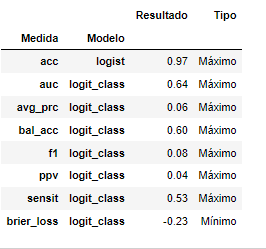 Resultado Tipo
Medida Modelo
acc logist 0.97 Máximo
auc logit_class 0.64 Máximo
avg_prc logit_class 0.06 Máximo
bal_acc logit_class 0.60 Máximo
f1 logit_class 0.08 Máximo
ppv logit_class 0.04 Máximo
sensit logit_class 0.53 Máximo
brier_loss logit_class -0.23 Mínimo